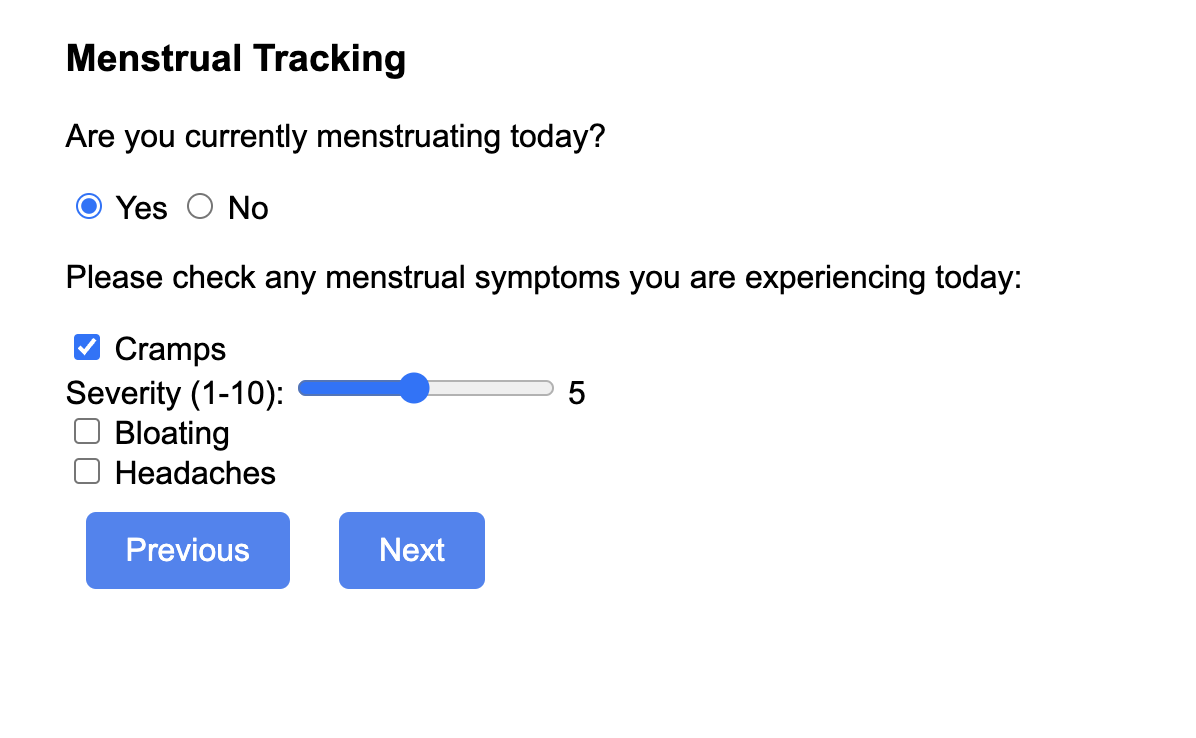 Menstrual Tracking
Are you currently menstruating today?
Yes No
Please check any menstrual symptoms you are experiencing today:
Cramps
Severity (1-10): 5
Bloating
Headaches
Previous Next